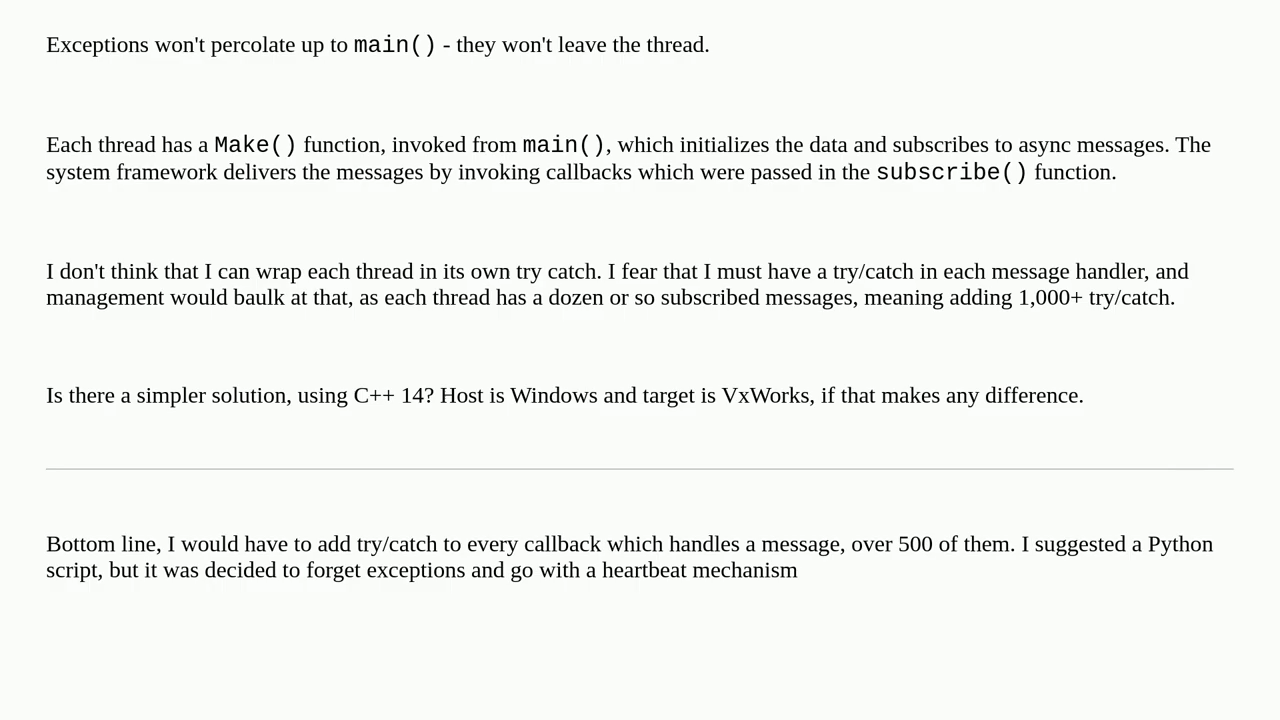 Exceptions won't percolate up to main() - they won't leave the thread.
Each thread has a Make() function, invoked from main(), which initializes the data and subscribes to async messages. The
system framework delivers the messages by invoking callbacks which were passed in the subscribe() function.
I don't think that I can wrap each thread in its own try catch. I fear that I must have a try/catch in each message handler, and
management would baulk at that, as each thread has a dozen or so subscribed messages, meaning adding 1,000+ try/catch.
Is there a simpler solution, using C++ 14? Host is Windows and target is VxWorks, if that makes any difference.
Bottom line, I would have to add try/catch to every callback which handles a message, over 500 of them. I suggested a Python
script, but it was decided to forget exceptions and go with a heartbeat mechanism